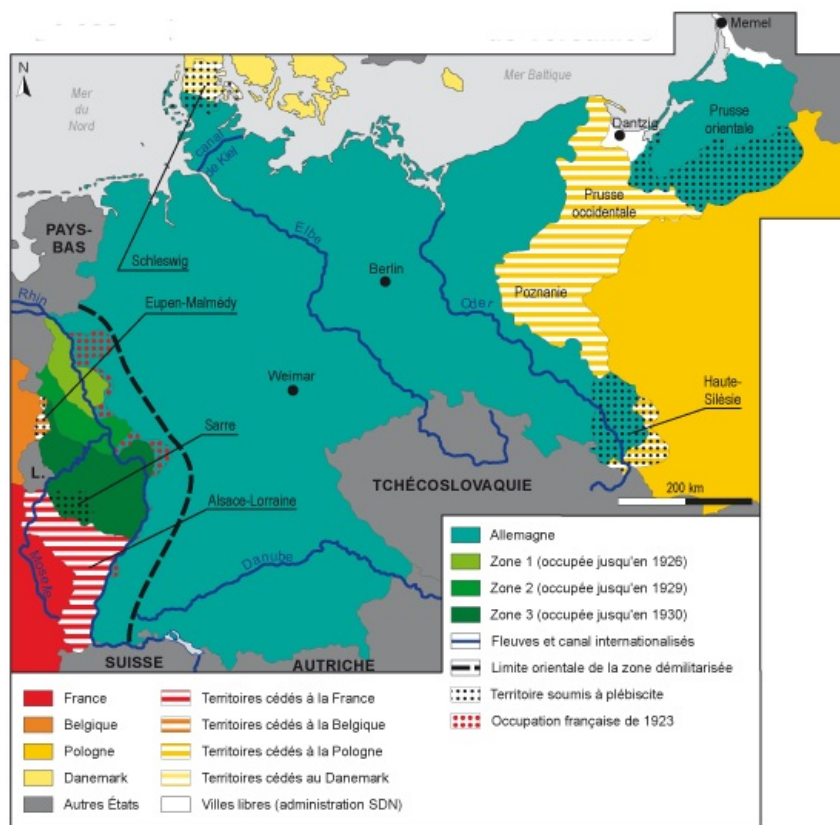 Memel
N
Mer Baltique
Mer
du
Nord
Prusse
orientale
Dantzig
canal
de Kiel
Prusse
occidentale
PAYS-
BAS
Elbe
Schleswig
Berlin
Rhin
Eupen-Malmédy
Oder
Poznanie
Weimar
Haute-
Silésie
Sarre
L.
TCHÉCOSLOVAQUIE
200 km
Alsace-Lorraine
Moselle
Danube
SUISSE
AUTRICHE
Allemagne
Zone 1 (occupée jusqu'en 1926)
Zone 2 (occupée jusqu'en 1929)
Zone 3 (occupée jusqu'en 1930)
Fleuves et canal internationalisés
Limite orientale de la zone démilitarisée
Territoire soumis à plébiscite
Occupation française de 1923
France
Belgique
Pologne
Danemark
Autres États
Territoires cédés à la France
Territoires cédés à la Belgique
Territoires cédés à la Pologne
Territoires cédés au Danemark
Villes libres (administration SDN)